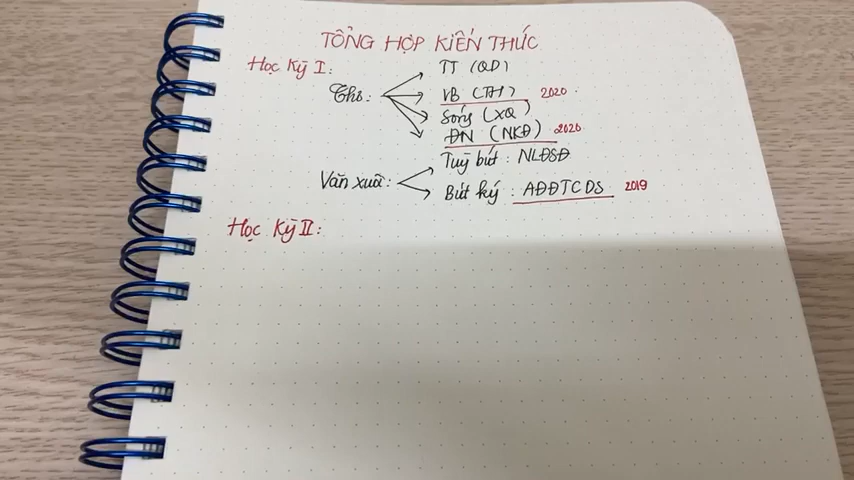 TỔNG HỢP KIẾN THỨC
Học Kỳ I:
TT (QD)
Thơ: VB (TH) 2020.
Sóng (XQ)
ĐN (NKĐ) 2020.
Tuỳ bút: NLĐSĐ
Văn xuôi:
Bút ký: AĐĐTCDS 2019
Học Kỳ II: